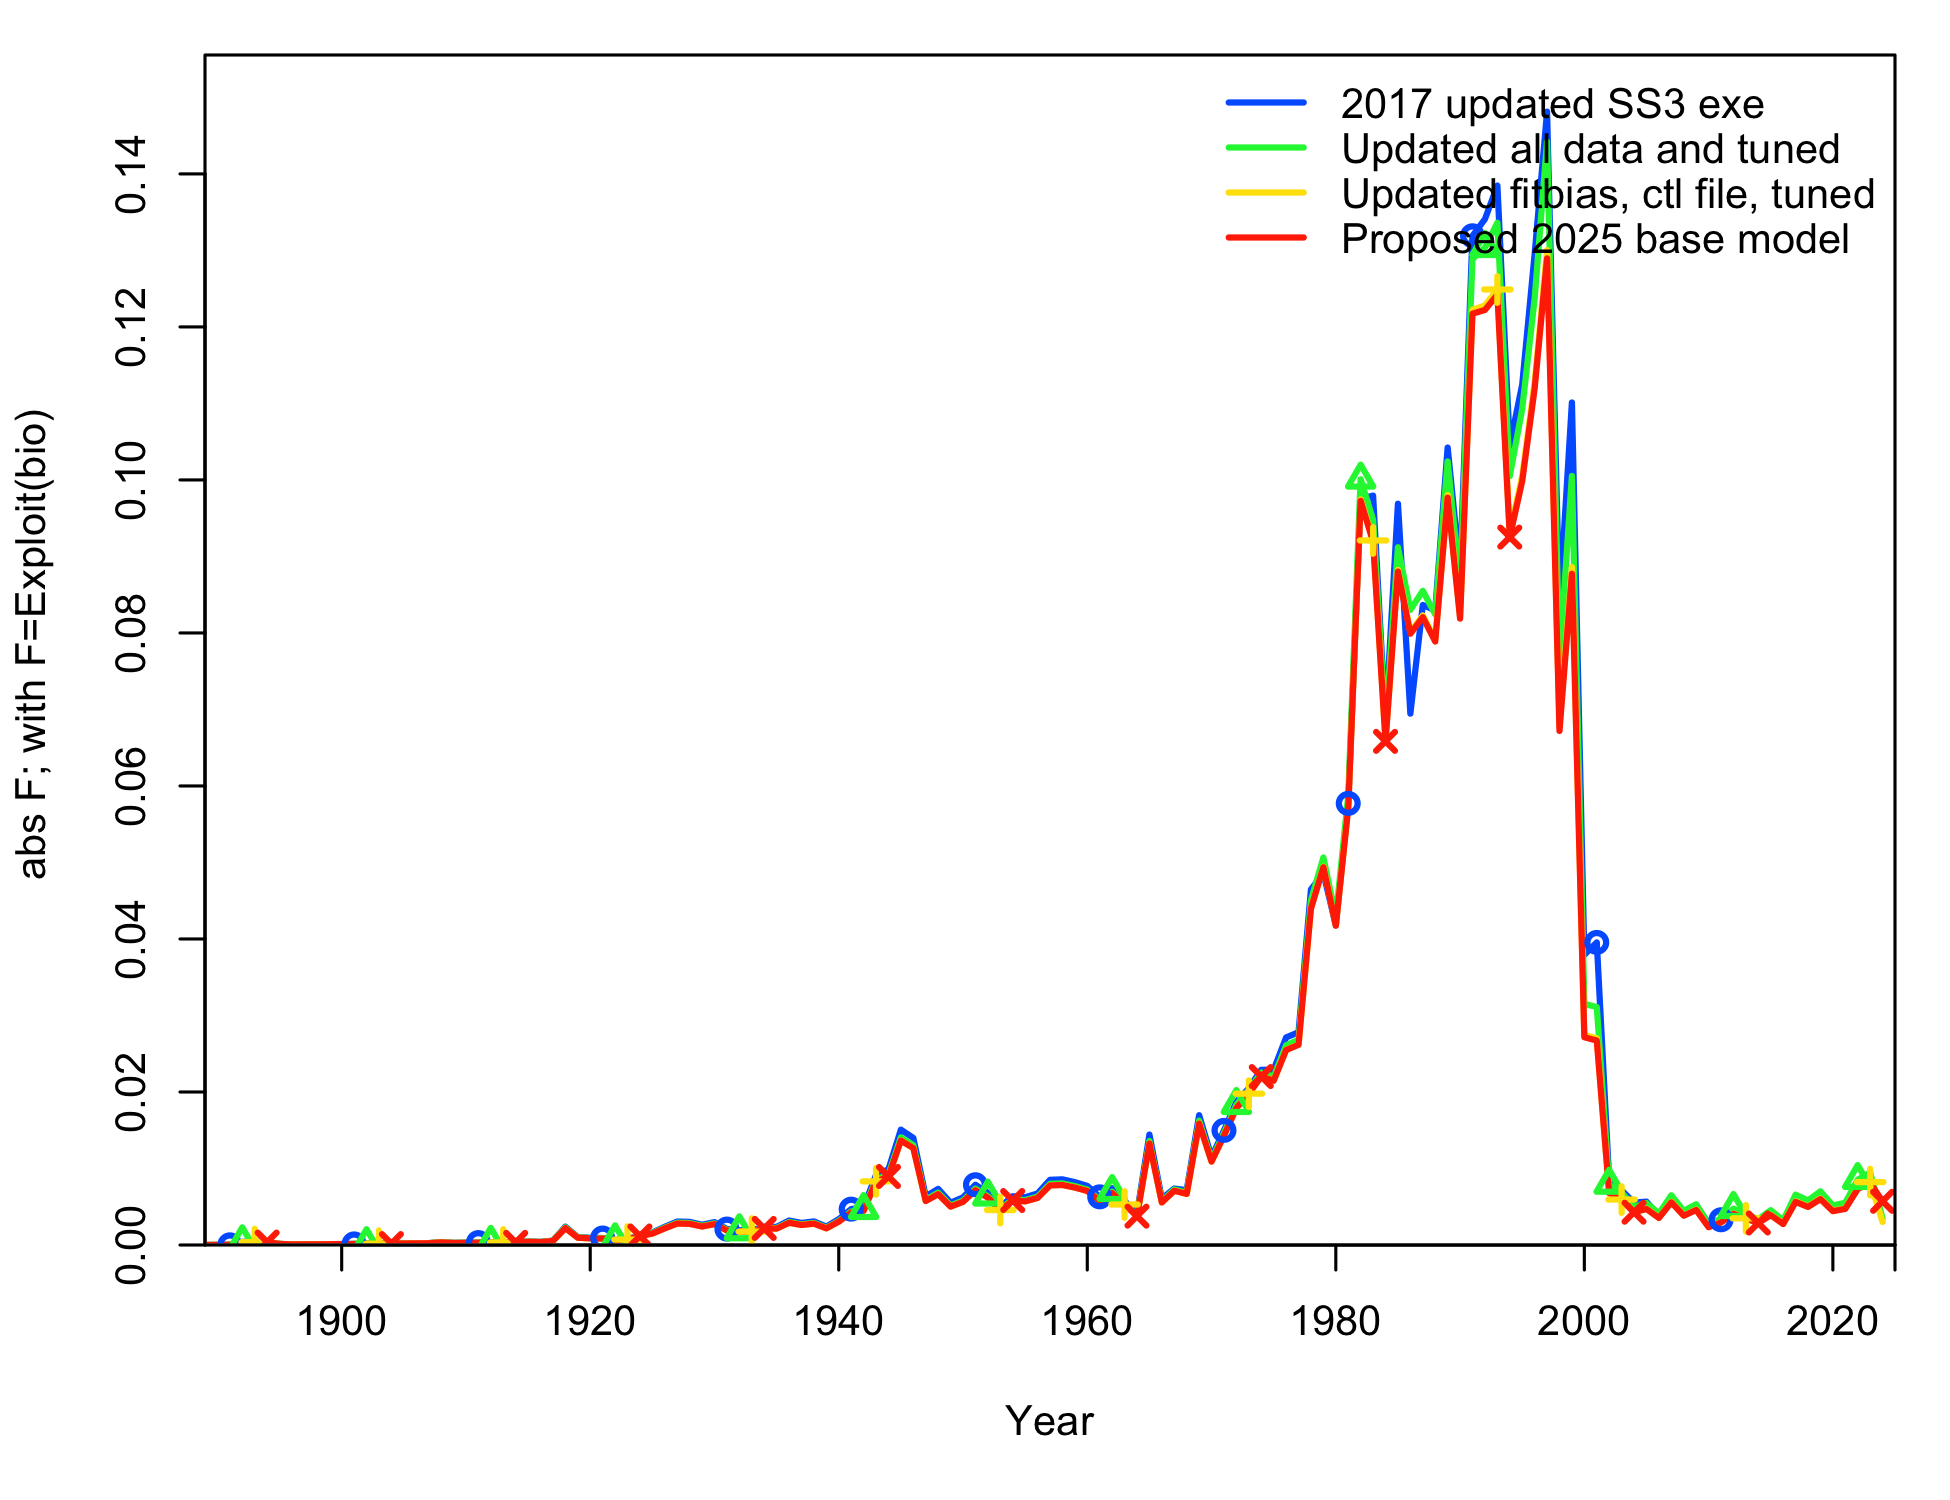 2017 updated SS3 exe
Updated all data and tuned
Updated fitbias, ctl file, tuned
Proposed 2025 base model
abs F; with F=Exploit(bio)
0.14
0.12
0.10
0.08
0.06
0.04
0.02
0.00
1900 1920 1940 1960 1980 2000 2020
Year